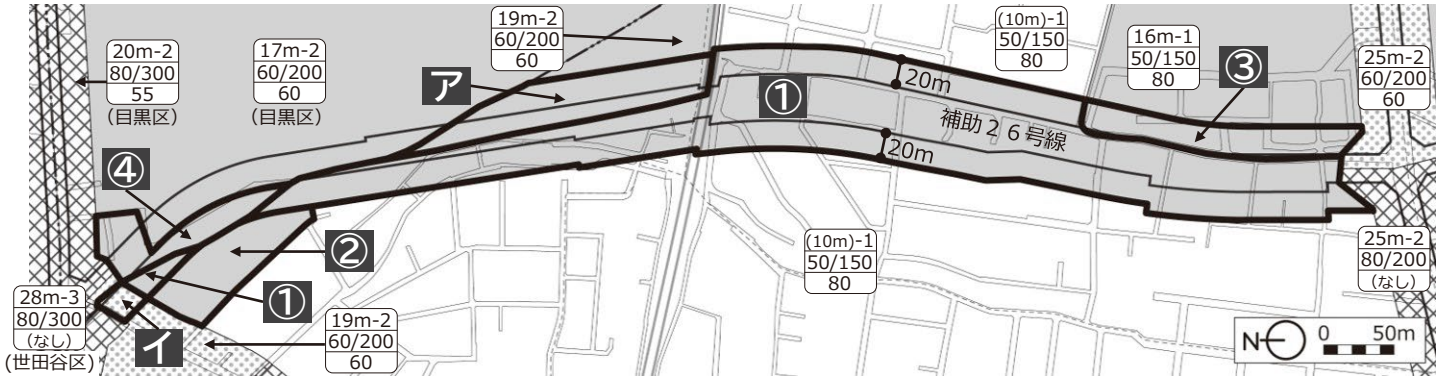 20m-2
80/300
55
(目黒区)
17m-2
60/200
60
(目黒区)
19m-2
60/200
60
ア
①
20m
(10m)-1
50/150
80
16m-1
50/150
80
③
25m-2
60/200
60
補助26号線
20m
④
②
①
イ
28m-3
80/300
(なし)
(世田谷区)
19m-2
60/200
60
(10m)-1
50/150
80
25m-2
80/200
(なし)
N
0 50m